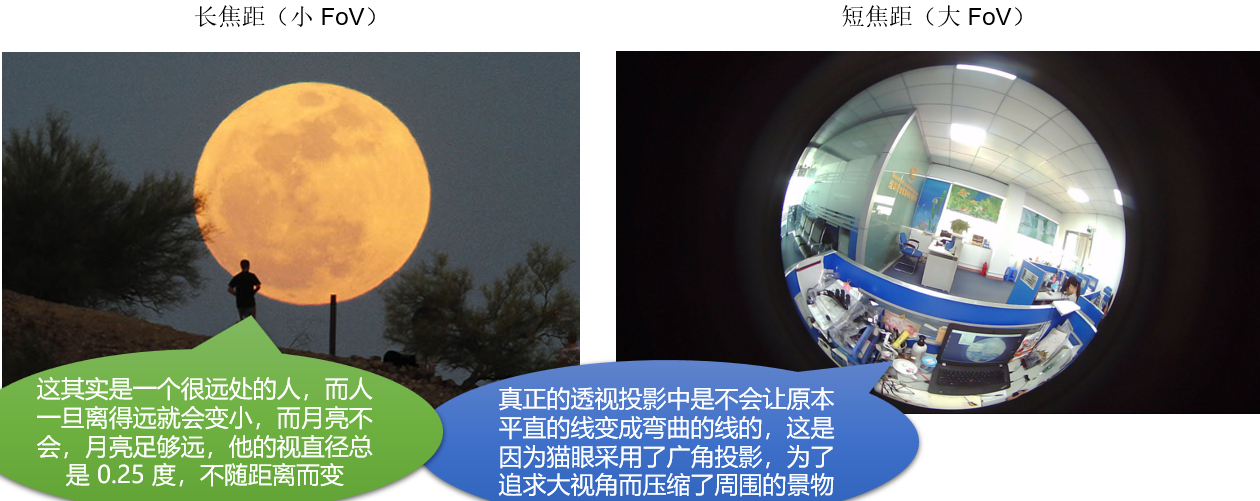 长焦距（小 FoV）
短焦距（大 FoV）
这其实是一个很远处的人，而人
一旦离得远就会变小，而月亮不
会，月亮足够远，他的视直径总
是 0.25 度，不随距离而变
真正的透视投影中是不会让原本
平直的线变成弯曲的线的，这是
因为猫眼采用了广角投影，为了
追求大视角而压缩了周围的景物